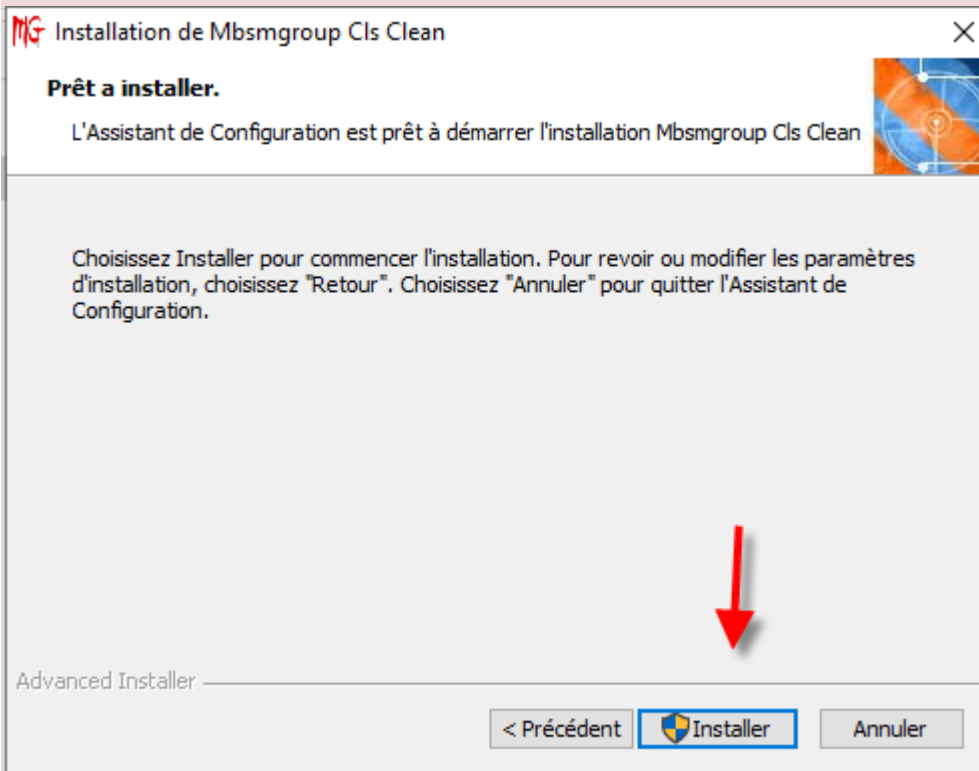 MG Installation de Mbsmgroup Cls Clean
Prêt a installer.
L'Assistant de Configuration est prêt à démarrer l'installation Mbsmgroup Cls Clean
Choisissez Installer pour commencer l'installation. Pour revoir ou modifier les paramètres
d'installation, choisissez "Retour". Choisissez "Annuler" pour quitter l'Assistant de
Configuration.
Advanced Installer
< Précédent Installer Annuler